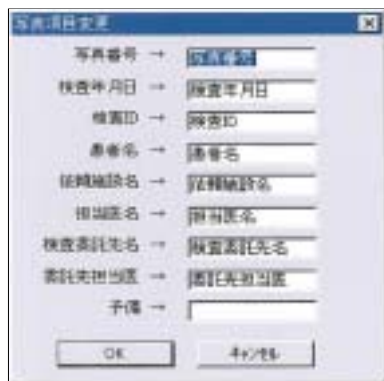 写真項目変更
写真番号 → 写真番号
検査年月日 → 検査年月日
検査ID → 検査ID
患者名 → 患者名
依頼施設名 → 依頼施設名
担当医名 → 担当医名
検査委託先名 → 検査委託先名
委託先担当医 → 委託先担当医
予備 →
OK キャンセル